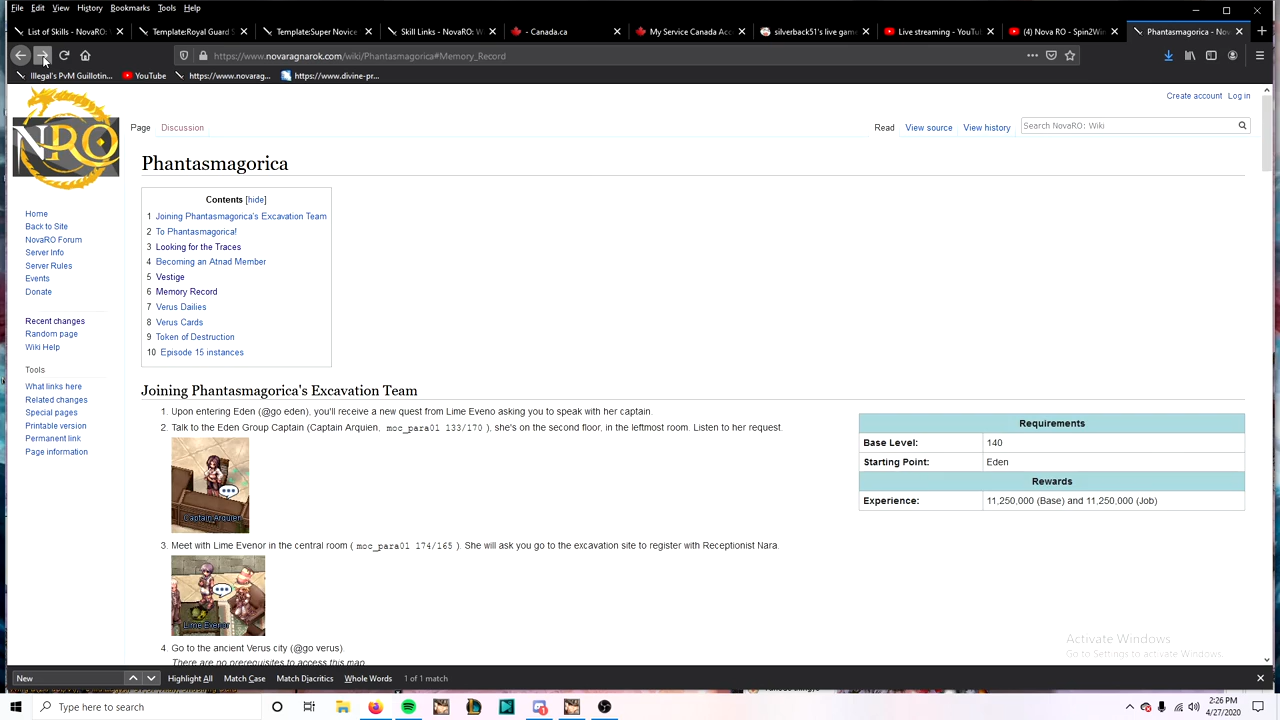 File Edit View History Bookmarks Tools Help
List of Skills - NovaRO: W
Template:Royal Guard S
Template:Super Novice
Skill Links - NovaRO: W
- Canada.ca
My Service Canada Acc
silverback51's live game
Live streaming - YouTu
(4) Nova RO - Spin2Win
Phantasmagorica - Nov
https://www.novaragnarok.com/wiki/Phantasmagorica#Memory_Record
Illegal's PvM Guillotin...
YouTube
https://www.novarag...
https://www.divine-pr...
Create account Log in
NRO
Page Discussion
Read View source View history
Search NovaRO: Wiki
Phantasmagorica
Contents [hide]
1 Joining Phantasmagorica's Excavation Team
2 To Phantasmagorica!
3 Looking for the Traces
4 Becoming an Atnad Member
5 Vestige
6 Memory Record
7 Verus Dailies
8 Verus Cards
9 Token of Destruction
10 Episode 15 instances
Home
Back to Site
NovaRO Forum
Server Info
Server Rules
Events
Donate
Recent changes
Random page
Wiki Help
Tools
What links here
Related changes
Special pages
Printable version
Permanent link
Page information
Joining Phantasmagorica's Excavation Team
1. Upon entering Eden (@go eden), you'll receive a new quest from Lime Eveno asking you to speak with her captain.
2. Talk to the Eden Group Captain (Captain Arquien, moc_para01 133/170 ), she's on the second floor, in the leftmost room. Listen to her request.
Captain Arquien
3. Meet with Lime Evenor in the central room ( moc_para01 174/165 ). She will ask you go to the excavation site to register with Receptionist Nara.
Lime Evenor
4. Go to the ancient Verus city (@go verus).
There are no prerequisites to access this map
Requirements
Base Level: 140
Starting Point: Eden
Rewards
Experience: 11,250,000 (Base) and 11,250,000 (Job)
Activate Windows
Go to Settings to activate Windows.
New
Highlight All Match Case Match Diacritics Whole Words 1 of 1 match
Type here to search
2:26 PM
4/27/2020